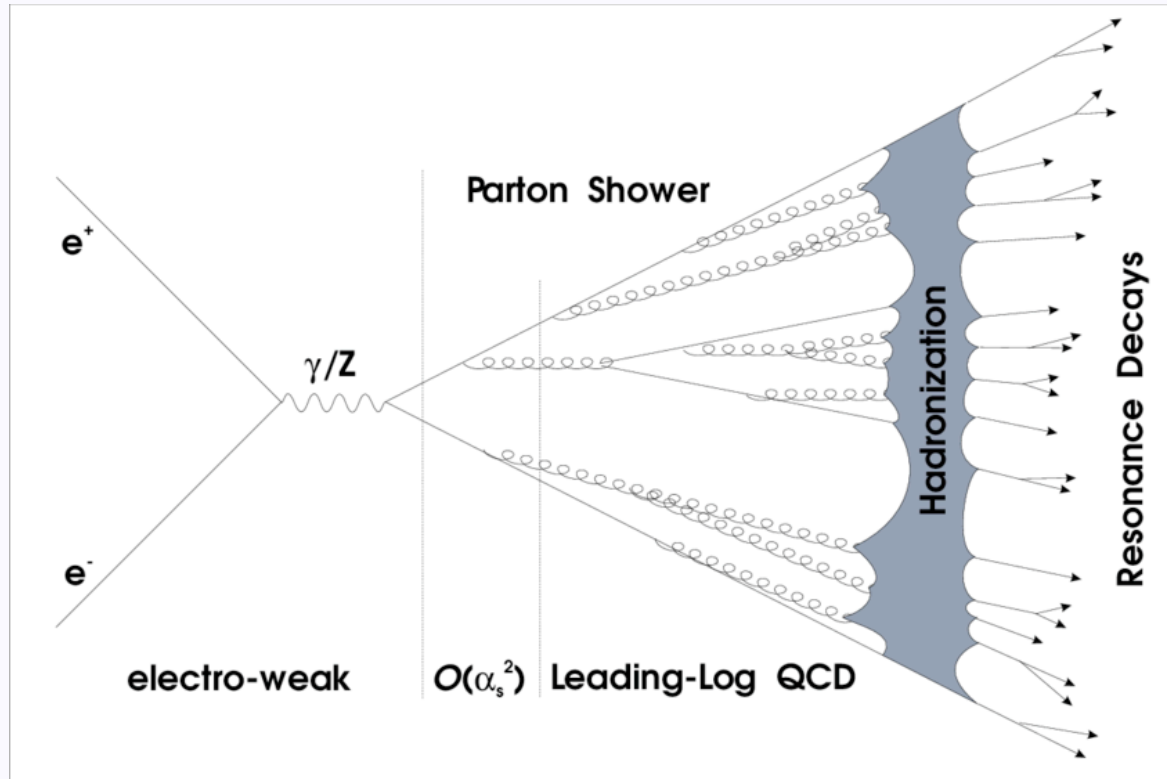 Parton Shower
e⁺
γ/Z
e⁻
Hadronization
Resonance Decays
electro-weak
O(αₛ²)
Leading-Log QCD